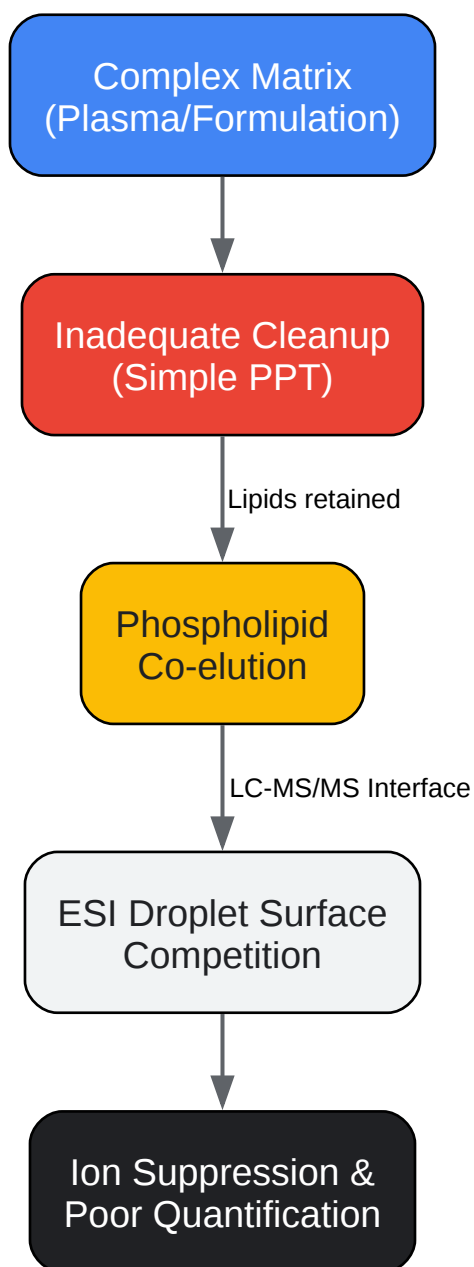 Complex Matrix
(Plasma/Formulation)
Inadequate Cleanup
(Simple PPT)
Lipids retained
Phospholipid
Co-elution
LC-MS/MS Interface
ESI Droplet Surface
Competition
Ion Suppression &
Poor Quantification